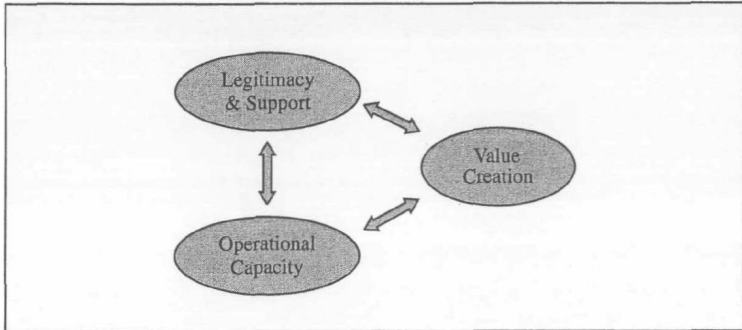 Legitimacy
& Support
Value
Creation
Operational
Capacity